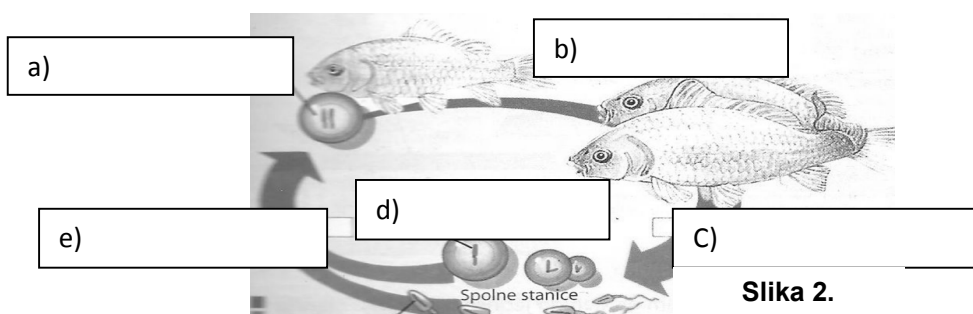 a)
b)
d)
e)
C)
Spolne stanice
Slika 2.